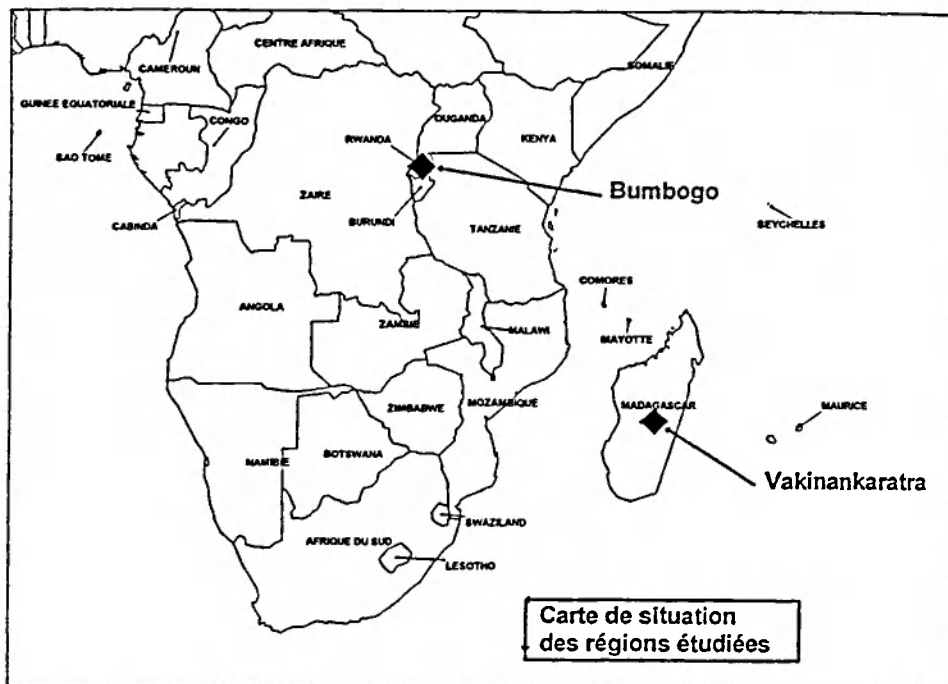 CENTRE AFRIQUE
SOMALIE
CAMEROUN
GUINEE EQUATORIALE
CONGO
OUGANDA
KENYA
RWANDA
SAO TOME
ZAIRE
Bumbogo
BURUNDI
CABINDA
TANZANIE
SEYCHELLES
COMORES
ANGOLA
ZAMBIE
MALAWI
MAYOTTE
ZIMBABWE
MOZAMBIQUE
MADAGASCAR
MAURICE
NAMIBIE
BOTSWANA
Vakinankaratra
SWAZILAND
AFRIQUE DU SUD
LESOTHO
Carte de situation
des régions étudiées